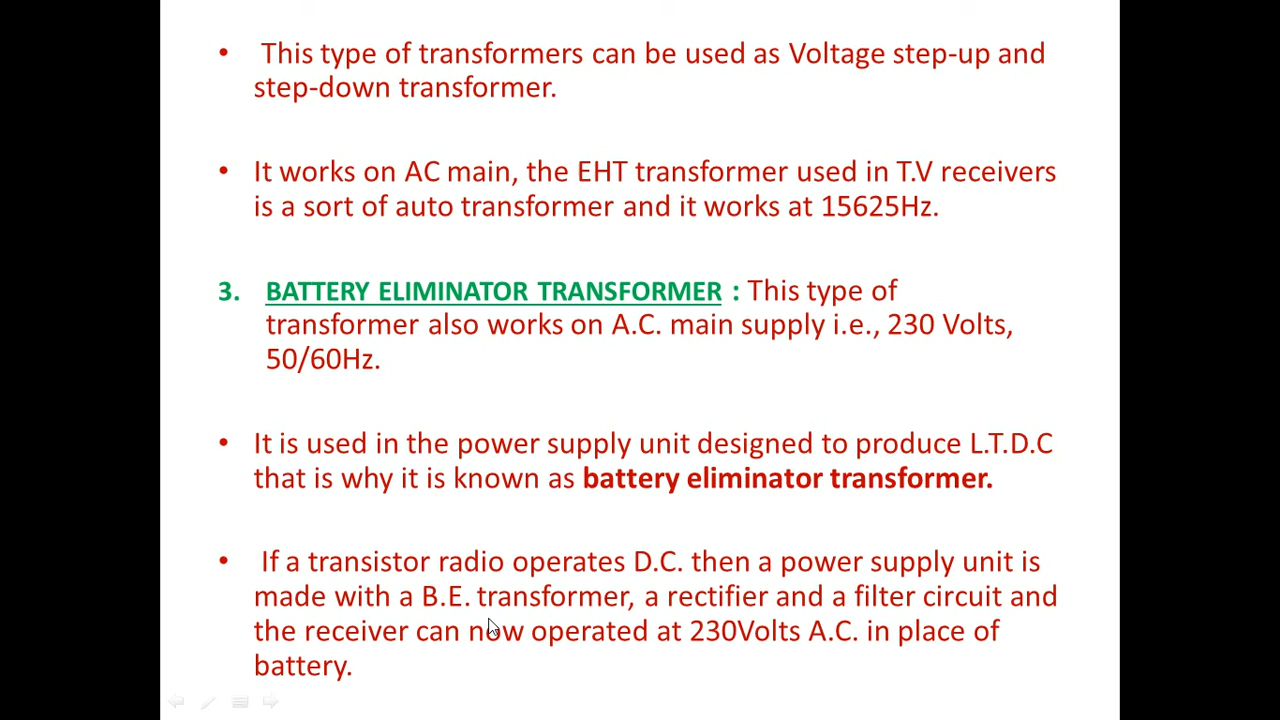 • This type of transformers can be used as Voltage step-up and
step-down transformer.
• It works on AC main, the EHT transformer used in T.V receivers
is a sort of auto transformer and it works at 15625Hz.
3. BATTERY ELIMINATOR TRANSFORMER : This type of
transformer also works on A.C. main supply i.e., 230 Volts,
50/60Hz.
• It is used in the power supply unit designed to produce L.T.D.C
that is why it is known as battery eliminator transformer.
• If a transistor radio operates D.C. then a power supply unit is
made with a B.E. transformer, a rectifier and a filter circuit and
the receiver can now operated at 230Volts A.C. in place of
battery.